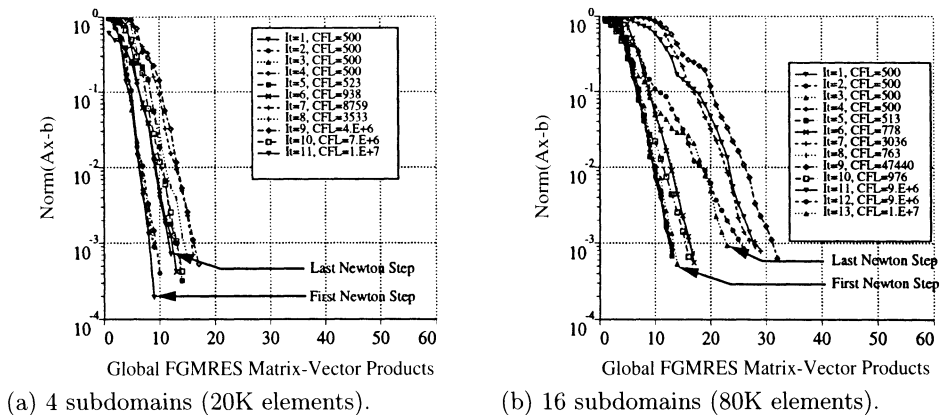 10^0
10^-1
10^-2
10^-3
10^-4
Norm(Ax-b)
It=1, CFL=500
It=2, CFL=500
It=3, CFL=500
It=4, CFL=500
It=5, CFL=523
It=6, CFL=938
It=7, CFL=8759
It=8, CFL=3533
It=9, CFL=4.E+6
It=10, CFL=7.E+6
It=11, CFL=1.E+7
Last Newton Step
First Newton Step
0 10 20 30 40 50 60
Global FGMRES Matrix-Vector Products
(a) 4 subdomains (20K elements).
10^0
10^-1
10^-2
10^-3
10^-4
Norm(Ax-b)
It=1, CFL=500
It=2, CFL=500
It=3, CFL=500
It=4, CFL=500
It=5, CFL=513
It=6, CFL=778
It=7, CFL=3036
It=8, CFL=763
It=9, CFL=47440
It=10, CFL=976
It=11, CFL=9.E+6
It=12, CFL=9.E+6
It=13, CFL=1.E+7
Last Newton Step
First Newton Step
0 10 20 30 40 50 60
Global FGMRES Matrix-Vector Products
(b) 16 subdomains (80K elements).